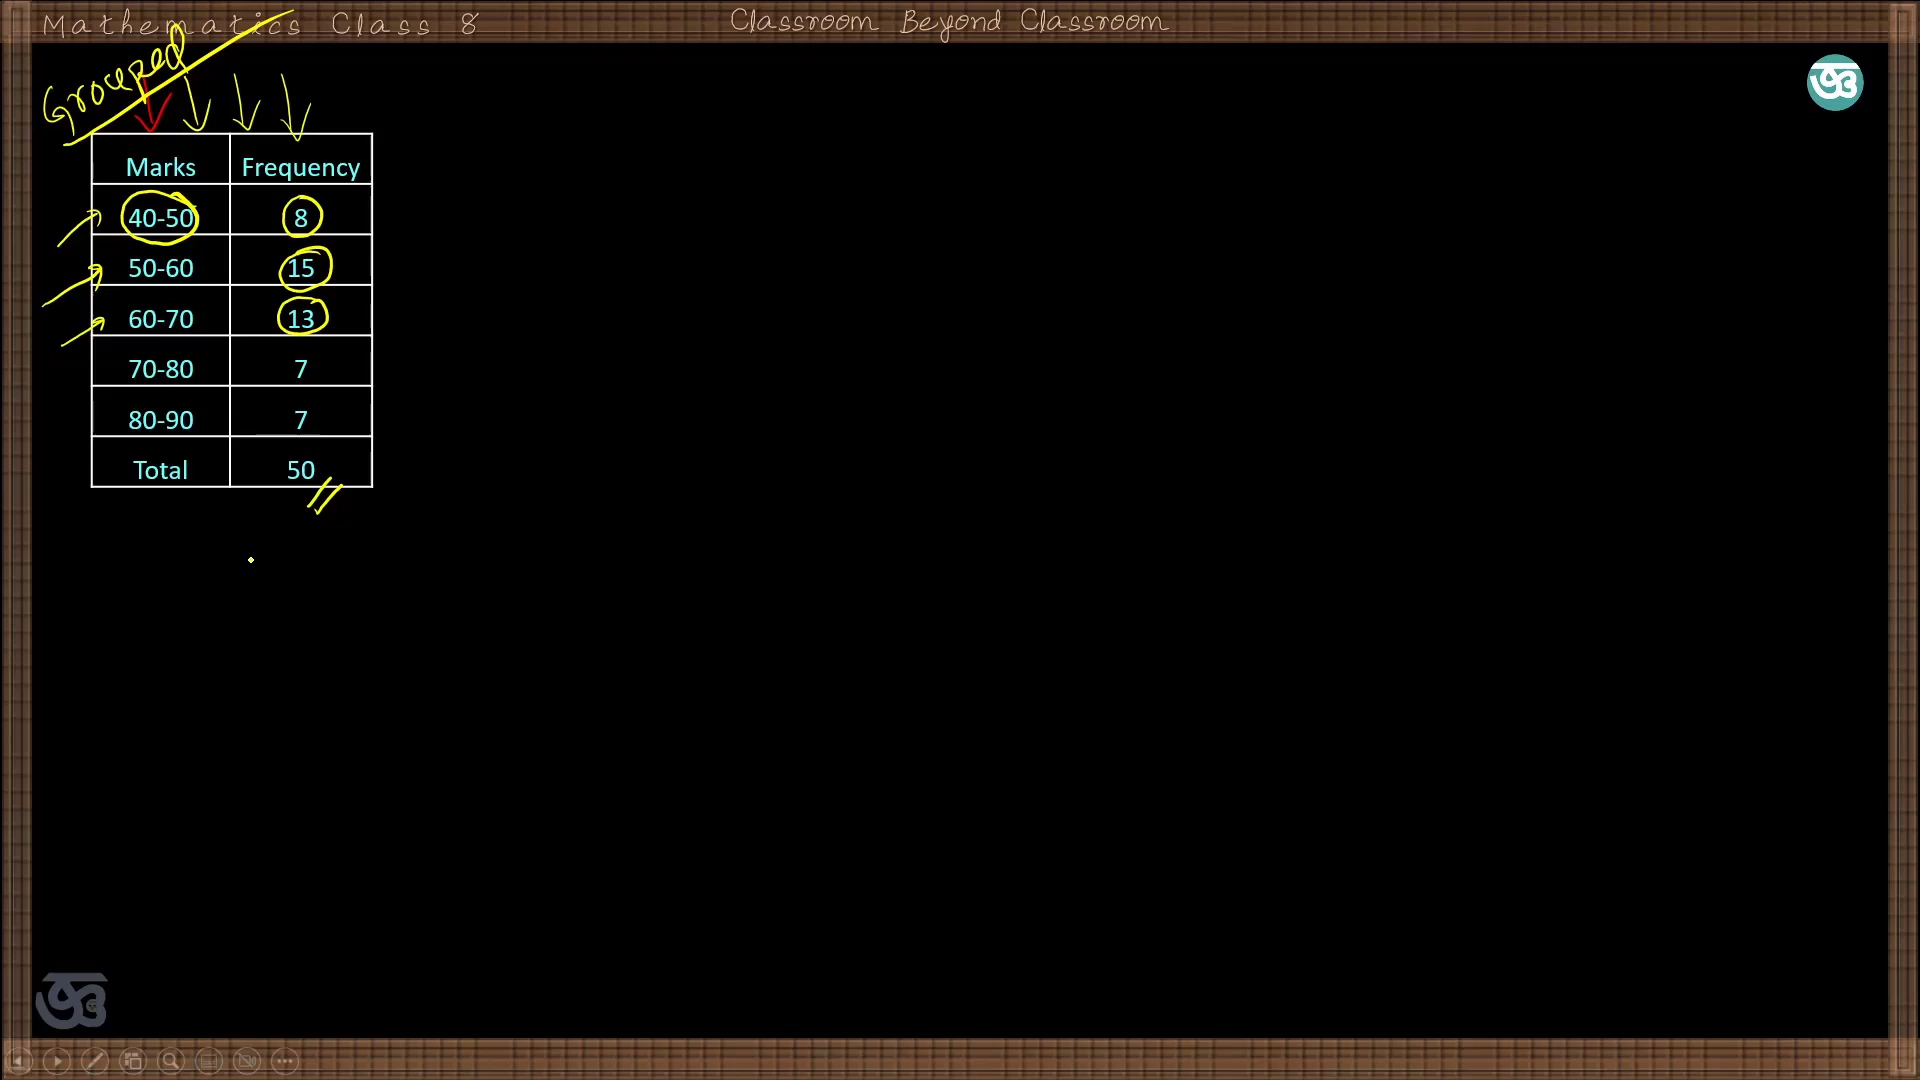 Mathematics Class 8
Classroom Beyond Classroom
Grouped
Marks Frequency
40-50 8
50-60 15
60-70 13
70-80 7
80-90 7
Total 50